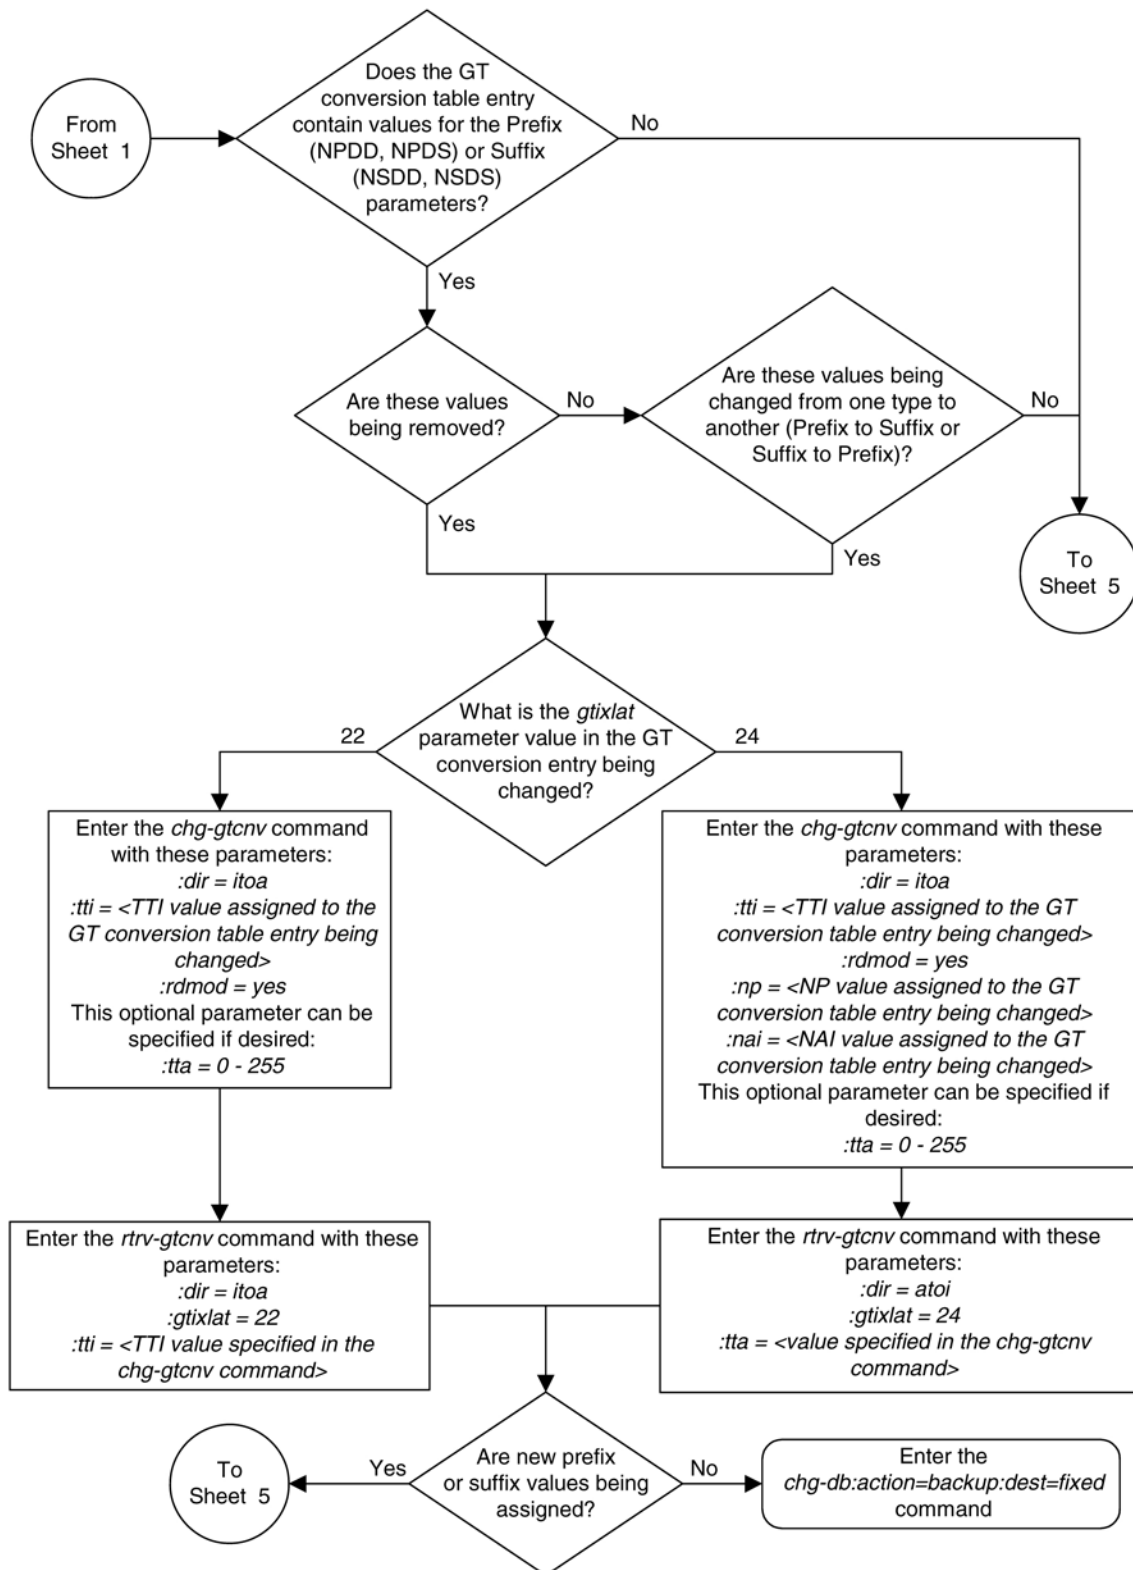 Does the GT
conversion table entry
contain values for the Prefix
(NPDD, NPDS) or Suffix
(NSDD, NSDS)
parameters?
From
Sheet 1
No
Yes
Are these values
being removed?
No
Are these values being
changed from one type to
another (Prefix to Suffix or
Suffix to Prefix)?
No
Yes
Yes
To
Sheet 5
What is the gtixlat
parameter value in the GT
conversion entry being
changed?
22
24
Enter the chg-gtcnv command
with these parameters:
:dir = itoa
:tti = <TTI value assigned to the
GT conversion table entry being
changed>
:rdmod = yes
This optional parameter can be
specified if desired:
:tta = 0 - 255
Enter the chg-gtcnv command with these
parameters:
:dir = itoa
:tti = <TTI value assigned to the GT
conversion table entry being changed>
:rdmod = yes
:np = <NP value assigned to the GT
conversion table entry being changed>
:nai = <NAI value assigned to the GT
conversion table entry being changed>
This optional parameter can be specified if
desired:
:tta = 0 - 255
Enter the rtrv-gtcnv command with these
parameters:
:dir = itoa
:gtixlat = 22
:tti = <TTI value specified in the
chg-gtcnv command>
Enter the rtrv-gtcnv command with these
parameters:
:dir = atoi
:gtixlat = 24
:tta = <value specified in the chg-gtcnv
command>
To
Sheet 5
Yes
Are new prefix
or suffix values being
assigned?
No
Enter the
chg-db:action=backup:dest=fixed
command